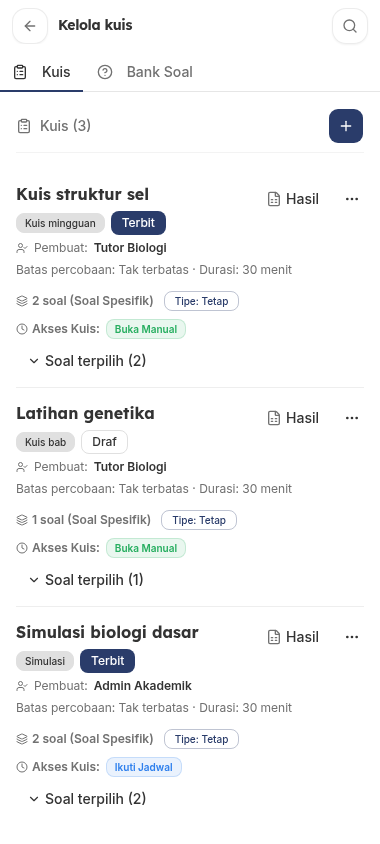 Kelola kuis
Kuis
Bank Soal
Kuis (3)
Kuis struktur sel
Hasil
Kuis mingguan
Terbit
Pembuat: Tutor Biologi
Batas percobaan: Tak terbatas · Durasi: 30 menit
2 soal (Soal Spesifik)
Tipe: Tetap
Akses Kuis: Buka Manual
Soal terpilih (2)
Latihan genetika
Hasil
Kuis bab
Draf
Pembuat: Tutor Biologi
Batas percobaan: Tak terbatas · Durasi: 30 menit
1 soal (Soal Spesifik)
Tipe: Tetap
Akses Kuis: Buka Manual
Soal terpilih (1)
Simulasi biologi dasar
Hasil
Simulasi
Terbit
Pembuat: Admin Akademik
Batas percobaan: Tak terbatas · Durasi: 30 menit
2 soal (Soal Spesifik)
Tipe: Tetap
Akses Kuis: Ikuti Jadwal
Soal terpilih (2)